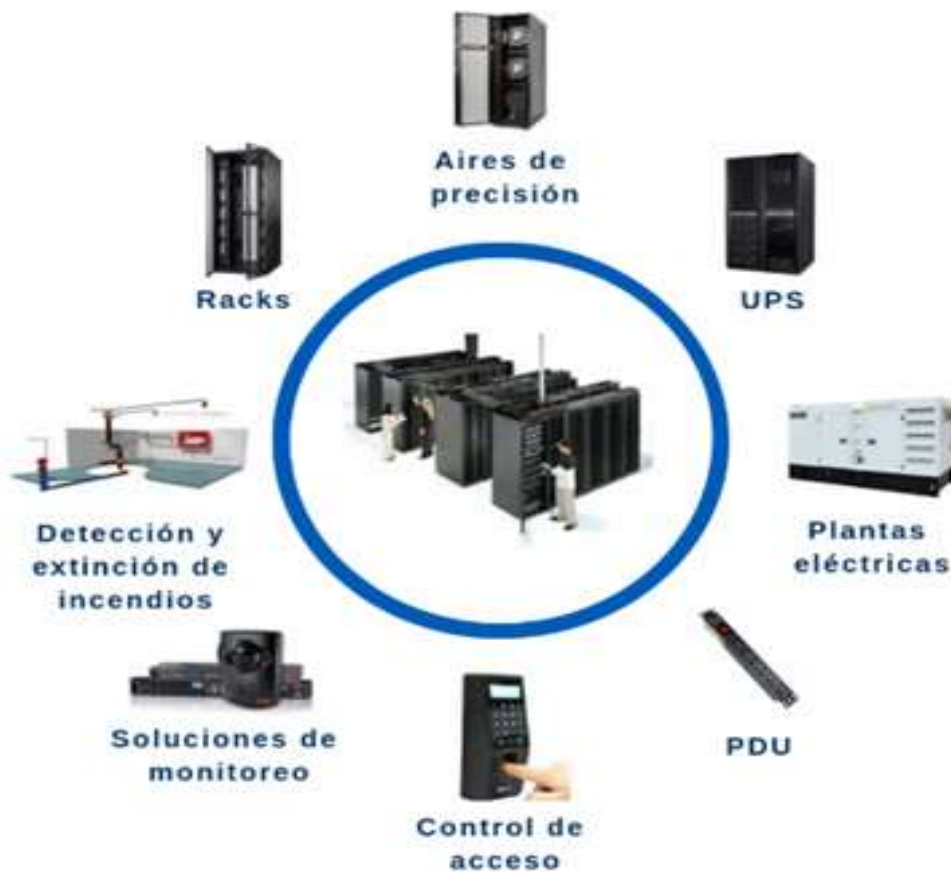 Aires de
precisión
Racks
UPS
Detección y
extinción de
incendios
Plantas
eléctricas
Soluciones de
monitoreo
PDU
Control de
acceso